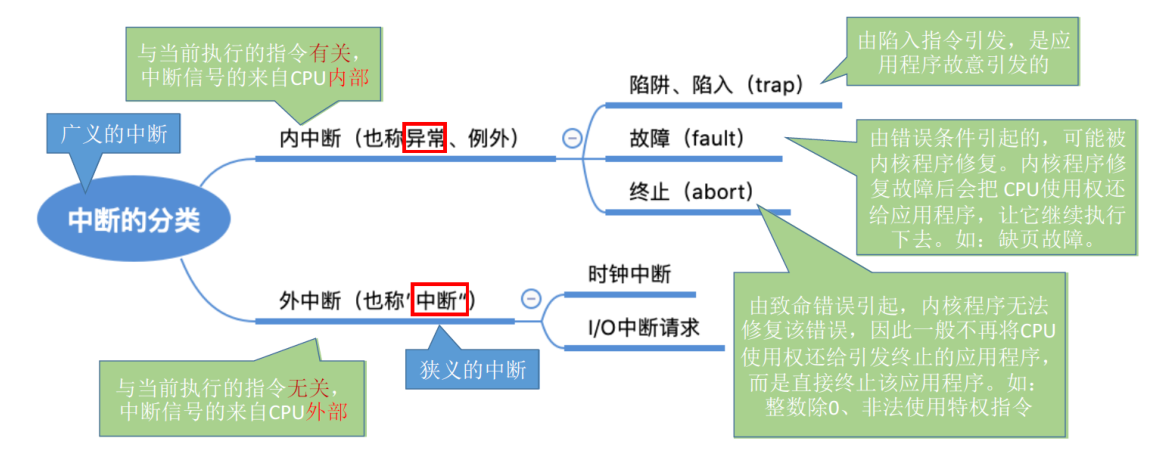 与当前执行的指令有关，
中断信号的来自CPU内部
由陷入指令引发，是应
用程序故意引发的
陷阱、陷入（trap）
广义的中断
内中断（也称异常、例外）
故障（fault）
由错误条件引起的，可能被
内核程序修复。内核程序修
复故障后会把 CPU使用权还
给应用程序，让它继续执行
下去。如：缺页故障。
终止（abort）
中断的分类
时钟中断
外中断（也称“中断“）
I/O中断请求
由致命错误引起，内核程序无法
修复该错误，因此一般不再将CPU
使用权还给引发终止的应用程序，
而是直接终止该应用程序。如：
整数除0、非法使用特权指令
狭义的中断
与当前执行的指令无关，
中断信号的来自CPU外部